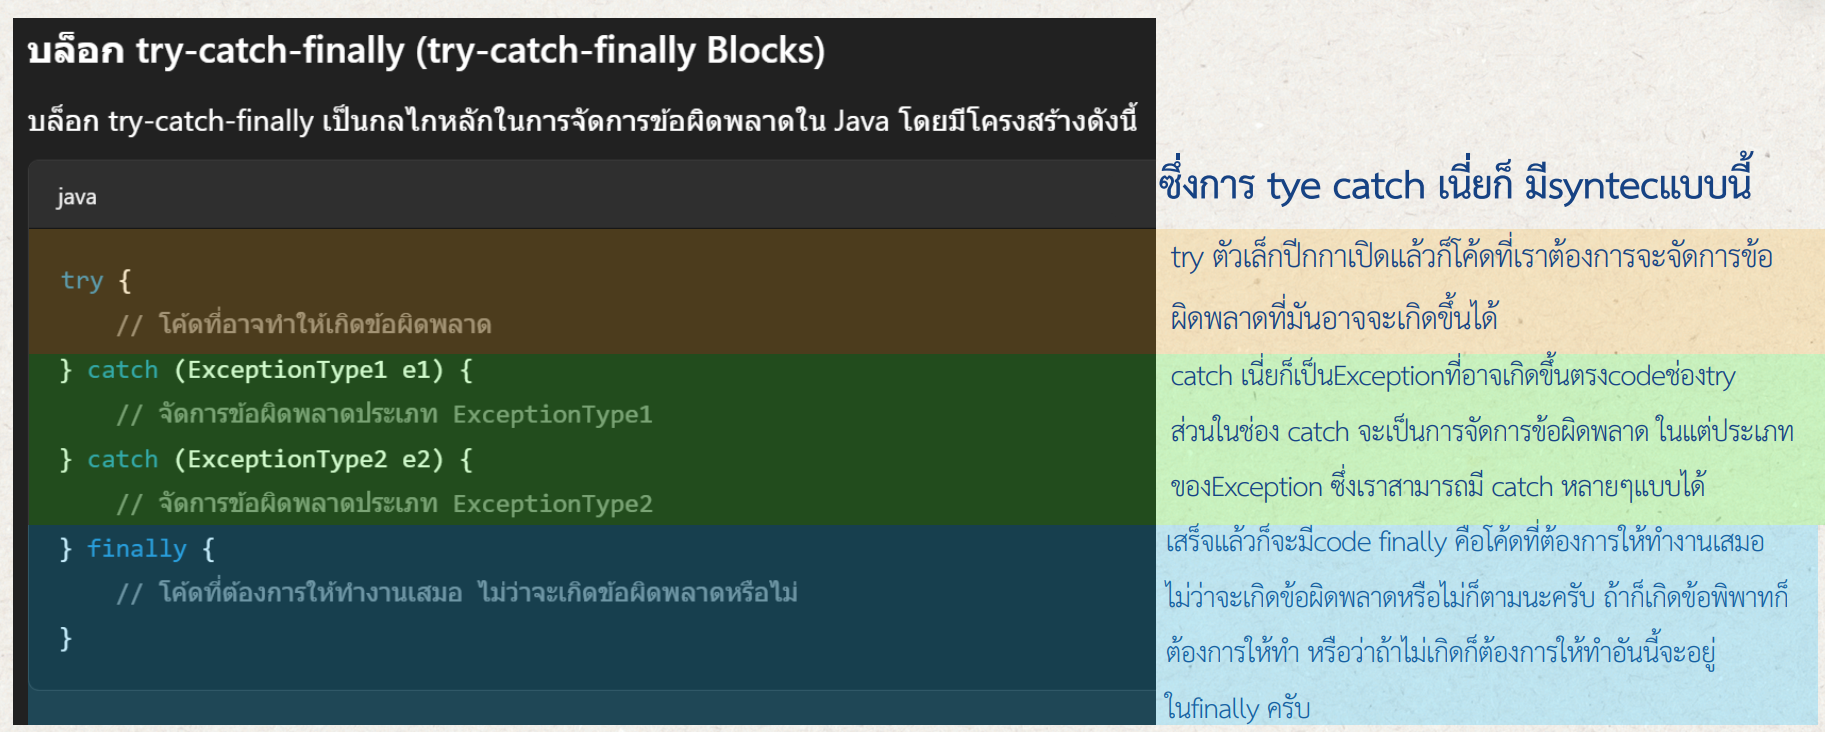 บล็อก try-catch-finally (try-catch-finally Blocks)
บล็อก try-catch-finally เป็นกลไกหลักในการจัดการข้อผิดพลาดใน Java โดยมีโครงสร้างดังนี้
java
try {
// โค้ดที่อาจทำให้เกิดข้อผิดพลาด
} catch (ExceptionType1 e1) {
// จัดการข้อผิดพลาดประเภท ExceptionType1
} catch (ExceptionType2 e2) {
// จัดการข้อผิดพลาดประเภท ExceptionType2
} finally {
// โค้ดที่ต้องการให้ทำงานเสมอ ไม่ว่าจะเกิดข้อผิดพลาดหรือไม่
}
ซึ่งการ tye catch เนี่ยก็ มีsyntecแบบนี้
try ตัวเล็กปีกกาเปิดแล้วก็โค้ดที่เราต้องการจะจัดการข้อ
ผิดพลาดที่มันอาจจะเกิดขึ้นได้
catch เนี่ยก็เป็นExceptionที่อาจเกิดขึ้นตรงcodeช่องtry
ส่วนในช่อง catch จะเป็นการจัดการข้อผิดพลาด ในแต่ประเภท
ของException ซึ่งเราสามารถมี catch หลายๆแบบได้
เสร็จแล้วก็จะมีcode finally คือโค้ดที่ต้องการให้ทำงานเสมอ
ไม่ว่าจะเกิดข้อผิดพลาดหรือไม่ก็ตามนะครับ ถ้าก็เกิดข้อพิพาทก็
ต้องการให้ทำ หรือว่าถ้าไม่เกิดก็ต้องการให้ทำอันนี้จะอยู่
ในfinally ครับ